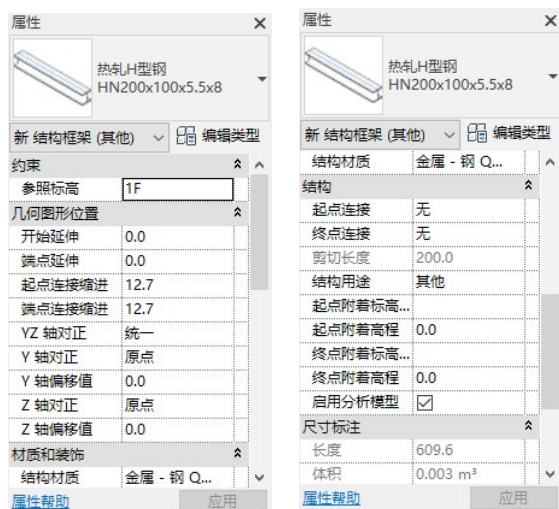 属性
热轧H型钢
HN200x100x5.5x8
新 结构框架 (其他)
编辑类型
约束
参照标高 1F
几何图形位置
开始延伸 0.0
端点延伸 0.0
起点连接缩进 12.7
端点连接缩进 12.7
YZ 轴对正 统一
Y 轴对正 原点
Y 轴偏移值 0.0
Z 轴对正 原点
Z 轴偏移值 0.0
材质和装饰
结构材质 金属 - 钢 Q...
属性帮助 应用
属性
热轧H型钢
HN200x100x5.5x8
新 结构框架 (其他)
编辑类型
结构材质 金属 - 钢 Q...
结构
起点连接 无
终点连接 无
剪切长度 200.0
结构用途 其他
起点附着标高...
起点附着高程 0.0
终点附着标高...
终点附着高程 0.0
启用分析模型
尺寸标注
长度 609.6
体积 0.003 m³
属性帮助 应用